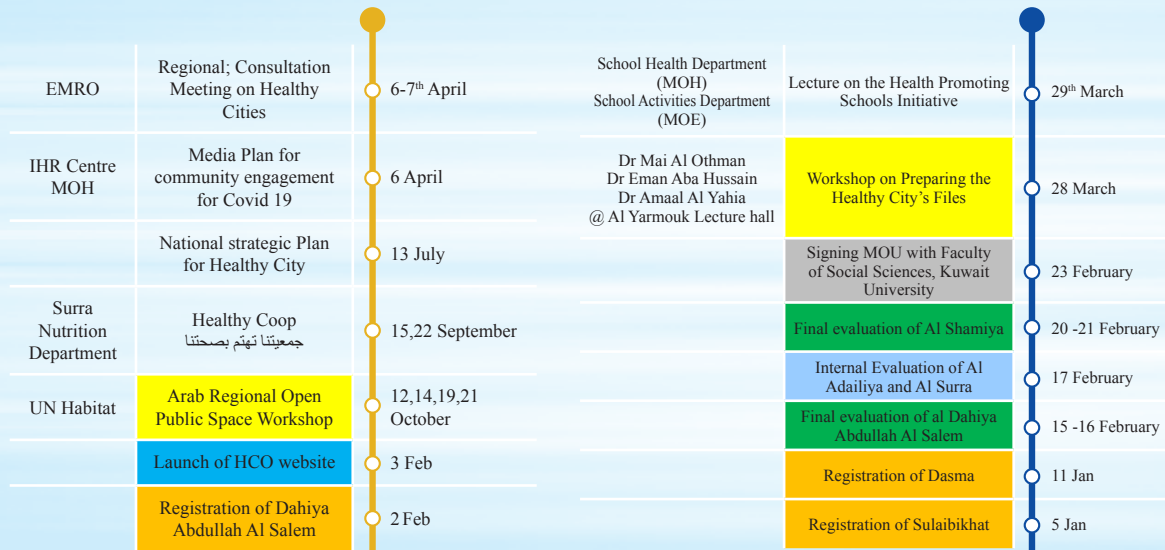 EMRO
Regional; Consultation
Meeting on Healthy
Cities
6-7th April
IHR Centre
MOH
Media Plan for
community engagement
for Covid 19
6 April
National strategic Plan
for Healthy City
13 July
Surra
Nutrition
Department
Healthy Coop
جمعيتنا تهتم بصحتنا
15,22 September
UN Habitat
Arab Regional Open
Public Space Workshop
12,14,19,21
October
Launch of HCO website
3 Feb
Registration of Dahiya
Abdullah Al Salem
2 Feb
School Health Department
(MOH)
School Activities Department
(MOE)
Lecture on the Health Promoting
Schools Initiative
29th March
Dr Mai Al Othman
Dr Eman Aba Hussain
Dr Amaal Al Yahia
@ Al Yarmouk Lecture hall
Workshop on Preparing the
Healthy City’s Files
28 March
Signing MOU with Faculty
of Social Sciences, Kuwait
University
23 February
Final evaluation of Al Shamiya
20 -21 February
Internal Evaluation of Al
Adailiya and Al Surra
17 February
Final evaluation of al Dahiya
Abdullah Al Salem
15 -16 February
Registration of Dasma
11 Jan
Registration of Sulaibikhat
5 Jan